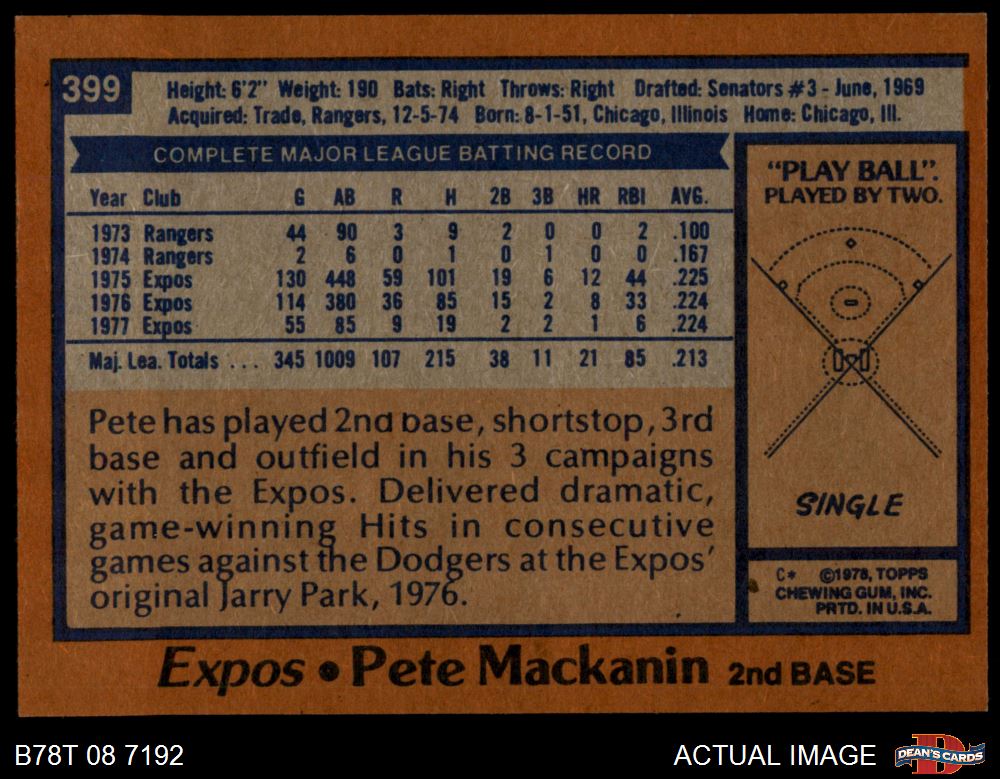 399
Height: 6'2" Weight: 190 Bats: Right Throws: Right Drafted: Senators #3 - June, 1969
Acquired: Trade, Rangers, 12-5-74 Born: 8-1-51, Chicago, Illinois Home: Chicago, Ill.
COMPLETE MAJOR LEAGUE BATTING RECORD
Year Club G AB R H 2B 3B HR RBI AVG.
1973 Rangers 44 90 3 9 2 0 0 2 .100
1974 Rangers 2 6 0 1 0 1 0 0 .167
1975 Expos 130 448 59 101 19 6 12 44 .225
1976 Expos 114 380 36 85 15 2 8 33 .224
1977 Expos 55 85 9 19 2 2 1 6 .224
Maj. Lea. Totals . . . 345 1009 107 215 38 11 21 85 .213
Pete has played 2nd base, shortstop, 3rd
base and outfield in his 3 campaigns
with the Expos. Delivered dramatic,
game-winning Hits in consecutive
games against the Dodgers at the Expos'
original Jarry Park, 1976.
"PLAY BALL".
PLAYED BY TWO.
SINGLE
C* ©1978, TOPPS
CHEWING GUM, INC.
PRTD. IN U.S.A.
Expos • Pete Mackanin 2nd BASE
B78T 08 7192
ACTUAL IMAGE
D
DEAN'S CARDS